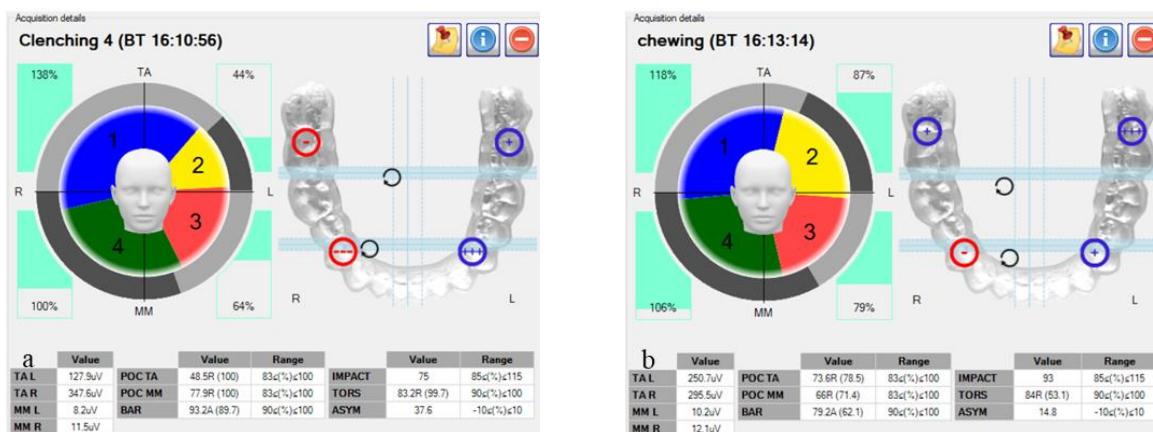 Acquisition details
Clenching 4 (BT 16:10:56)
138%
TA
44%
1
2
R
L
4
3
100%
MM
64%
R
L
a
Value
Value Range
Value Range
TA L 127.9uV POC TA 48.5R (100) 83≤(%)≤100 IMPACT 75 85≤(%)≤115
TA R 347.6uV POC MM 77.9R (100) 83≤(%)≤100 TORS 83.2R (99.7) 90≤(%)≤100
MM L 8.2uV BAR 93.2A (89.7) 90≤(%)≤100 ASYM 37.6 -10≤(%)≤10
MM R 11.5uV
Acquisition details
chewing (BT 16:13:14)
118%
TA
87%
1
2
R
L
4
3
106%
MM
79%
R
L
b
Value
Value Range
Value Range
TA L 250.7uV POC TA 73.6R (78.5) 83≤(%)≤100 IMPACT 93 85≤(%)≤115
TA R 295.5uV POC MM 66R (71.4) 83≤(%)≤100 TORS 84R (53.1) 90≤(%)≤100
MM L 10.2uV BAR 79.2A (62.1) 90≤(%)≤100 ASYM 14.8 -10≤(%)≤10
MM R 12.1uV